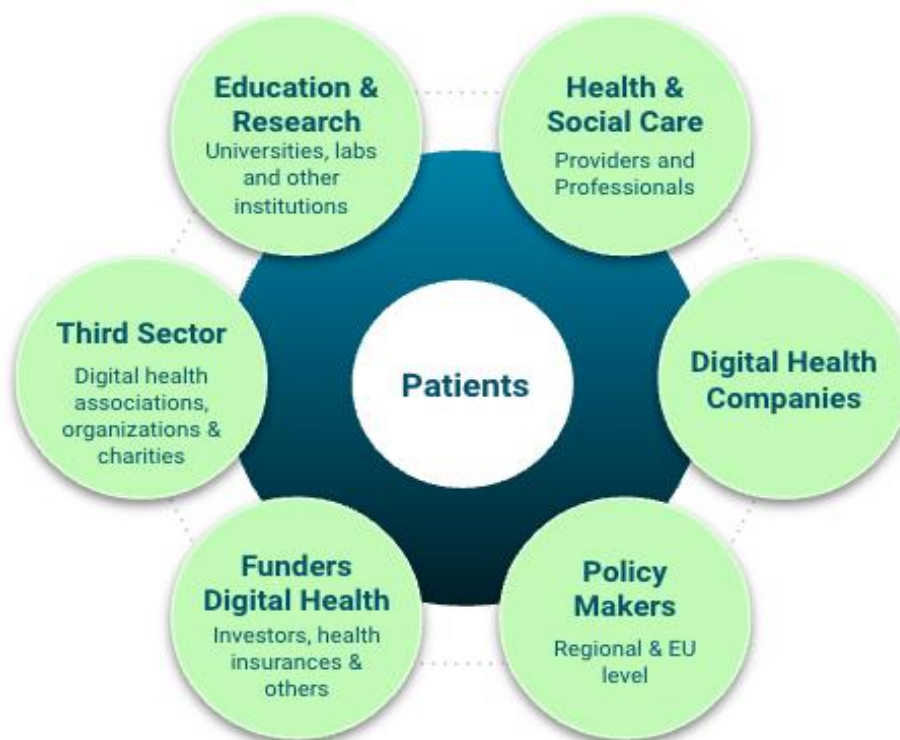 Education &
Research
Universities, labs
and other
institutions
Health &
Social Care
Providers and
Professionals
Third Sector
Digital health
associations,
organizations &
charities
Patients
Digital Health
Companies
Funders
Digital Health
Investors, health
insurances &
others
Policy
Makers
Regional & EU
level